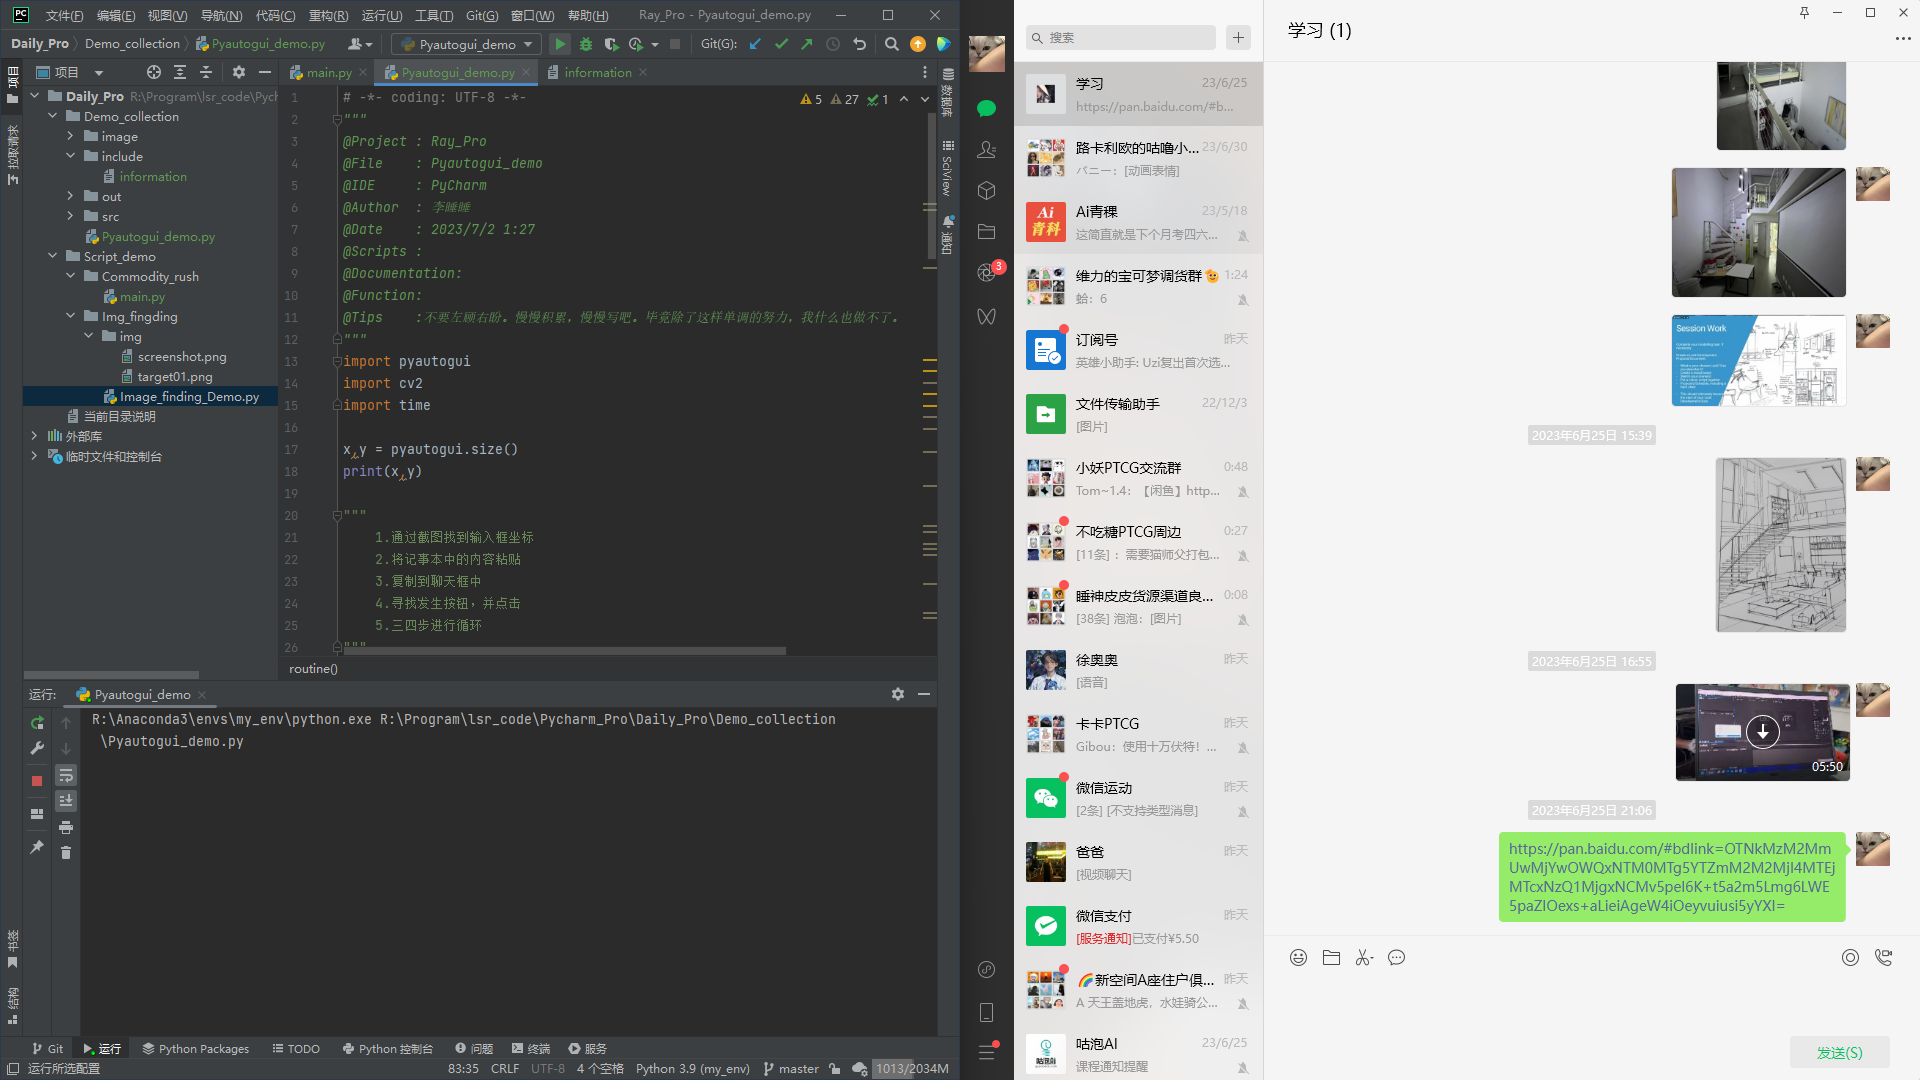 文件(F) 编辑(E) 视图(V) 导航(N) 代码(C) 重构(R) 运行(U) 工具(T) Git(G) 窗口(W) 帮助(H) Ray_Pro - Pyautogui_demo.py
Daily_Pro Demo_collection Pyautogui_demo.py Pyautogui_demo Git(G):
项目
main.py Pyautogui_demo.py information
项目
拉取请求
书签
结构
Daily_Pro R:\Program\lsr_code\Pych
Demo_collection
image
include
information
out
src
Pyautogui_demo.py
Script_demo
Commodity_rush
main.py
Img_fingding
img
screenshot.png
target01.png
Image_finding_Demo.py
当前目录说明
外部库
临时文件和控制台
5 27 1
1 # -*- coding: UTF-8 -*-
2 """
3 @Project : Ray_Pro
4 @File : Pyautogui_demo
5 @IDE : PyCharm
6 @Author : 李睡睡
7 @Date : 2023/7/2 1:27
8 @Scripts :
9 @Documentation:
10 @Function:
11 @Tips :不要左顾右盼。慢慢积累，慢慢写吧。毕竟除了这样单调的努力，我什么也做不了。
12 """
13 import pyautogui
14 import cv2
15 import time
16
17 x,y = pyautogui.size()
18 print(x,y)
19
20 """
21 1.通过截图找到输入框坐标
22 2.将记事本中的内容粘贴
23 3.复制到聊天框中
24 4.寻找发生按钮，并点击
25 5.三四步进行循环
26 """
routine()
数据库
SciView
通知
运行: Pyautogui_demo
R:\Anaconda3\envs\my_env\python.exe R:\Program\lsr_code\Pycharm_Pro\Daily_Pro\Demo_collection
\Pyautogui_demo.py
Git 运行 Python Packages TODO Python 控制台 问题 终端 服务
运行所选配置 83:35 CRLF UTF-8 4 个空格 Python 3.9 (my_env) master 1013/2034M
3
搜索
学习 23/6/25
https://pan.baidu.com/#b...
路卡利欧的咕噜小... 23/6/30
バニー：[动画表情]
Ai青稞 23/5/18
这简直就是下个月考四六...
Ai
青科
维力的宝可梦调货群 1:24
蛤：6
订阅号 昨天
英雄小助手: Uzi复出首次选...
文件传输助手 22/12/3
[图片]
小妖PTCG交流群 0:48
Tom~1.4：【闲鱼】http...
不吃糖PTCG周边 0:27
[11条]：需要猫师父打包...
睡神皮皮货源渠道良... 0:08
[38条] 泡泡：[图片]
徐奥奥 昨天
[语音]
卡卡PTCG 昨天
Gibou：使用十万伏特！...
微信运动 昨天
[2条] [不支持类型消息]
爸爸 昨天
[视频聊天]
微信支付 昨天
[服务通知]已支付¥5.50
新空间A座住户俱... 昨天
A 天王盖地虎，水娃骑公...
咕泡AI 23/6/25
课程通知提醒
学习 (1)
Session Work
2023年6月25日 15:39
2023年6月25日 16:55
05:50
2023年6月25日 21:06
https://pan.baidu.com/#bdlink=OTNkMzM2Mm
UwMjYwOWQxNTM0MTg5YTZmM2M2MjI4MTEj
MTcxNzQ1MjgxNCMv5peI6K+t5a2m5Lmg6LWE
5paZIOexs+aLieiAgeW4iOeyvuiusi5yYXI=
发送(S)